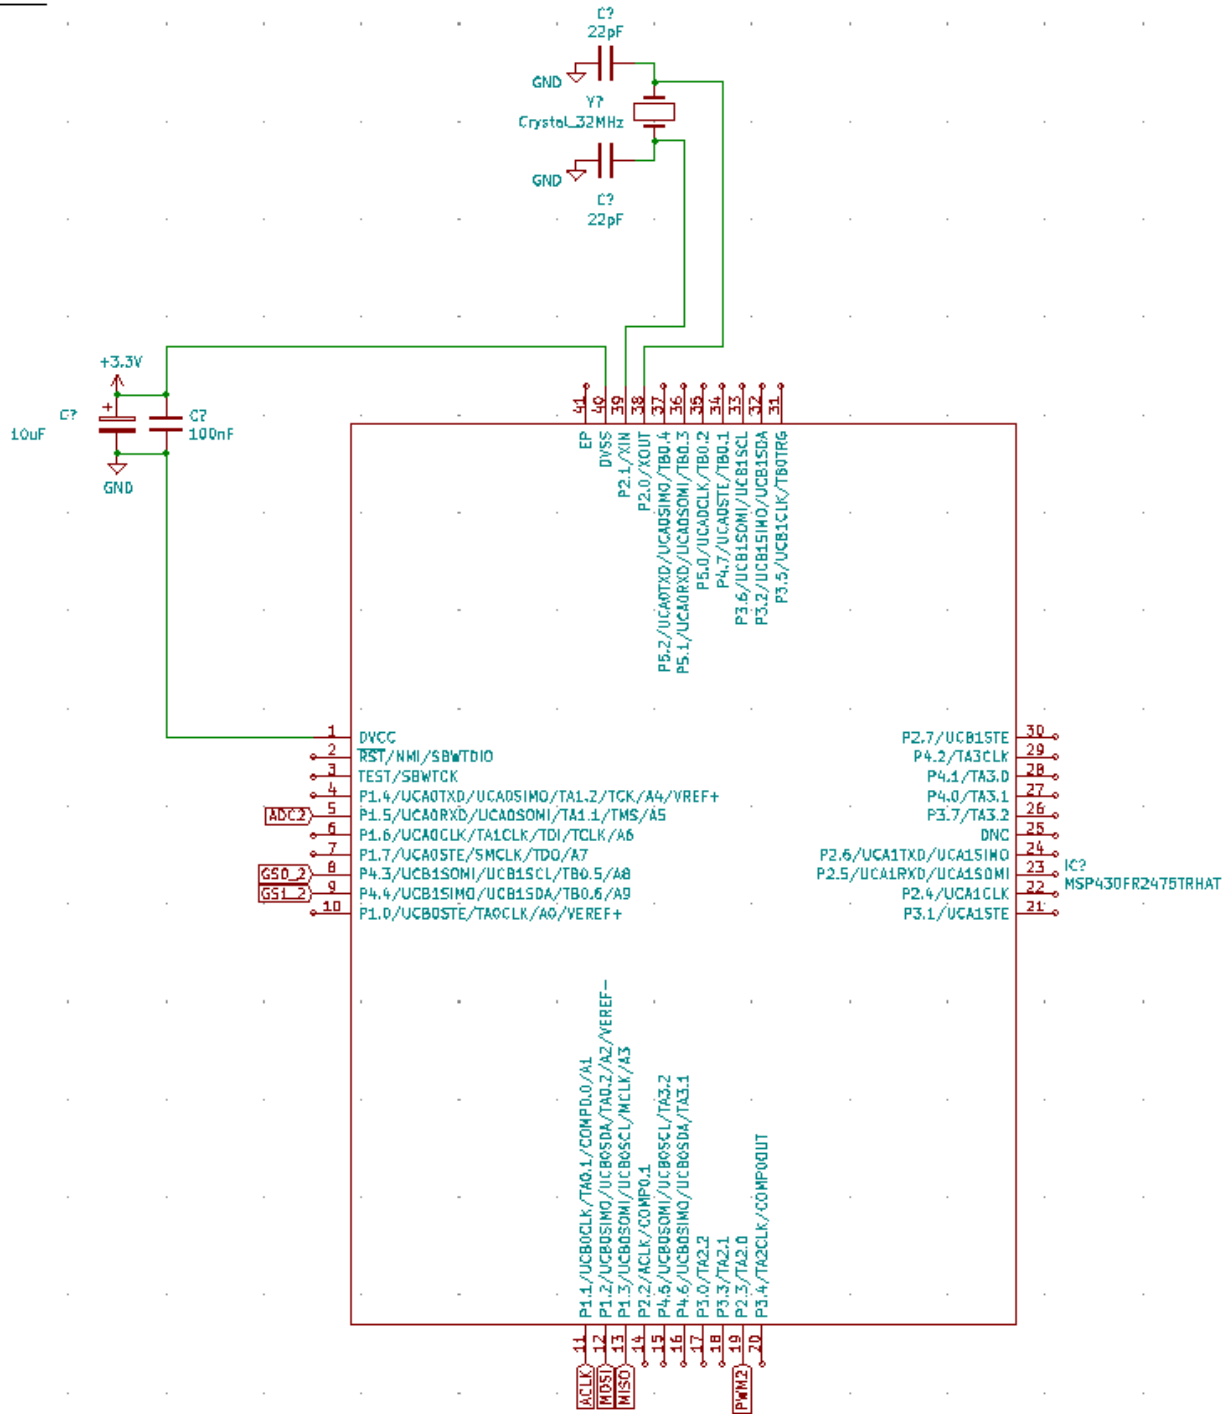 C?
22pF
GND
Y?
Crystal_32MHz
GND
C?
22pF
+3.3V
C?
10uF
C?
100nF
GND
41
40
39
38
37
36
35
34
33
32
31
EP
DVSS
P2.1/XIN
P2.0/XOUT
P5.2/UCA0TXD/UCA0SIMO/TB0.4
P5.1/UCA0RXD/UCA0SOMI/TB0.3
P5.0/UCA0CLK/TB0.2
P4.7/UCA0STE/TB0.1
P3.6/UCB1SOMI/UCB1SCL
P3.2/UCB1SIMO/UCB1SDA
P3.5/UCB1CLK/TB0TRG
1 DVCC
2 RST/NMI/SBWTDIO
3 TEST/SBWTCK
4 P1.4/UCA0TXD/UCA0SIMO/TA1.2/TCK/A4/VREF+
ADC2 5 P1.5/UCA0RXD/UCA0SOMI/TA1.1/TMS/A5
6 P1.6/UCA0CLK/TA1CLK/TDI/TCLK/A6
7 P1.7/UCA0STE/SMCLK/TDO/A7
GS0_2 8 P4.3/UCB1SOMI/UCB1SCL/TB0.5/A8
GS1_2 9 P4.4/UCB1SIMO/UCB1SDA/TB0.6/A9
10 P1.0/UCB0STE/TA0CLK/A0/VEREF+
P2.7/UCB1STE 30
P4.2/TA3CLK 29
P4.1/TA3.0 28
P4.0/TA3.1 27
P3.7/TA3.2 26
DNC 25
P2.6/UCA1TXD/UCA1SIMO 24
P2.5/UCA1RXD/UCA1SOMI 23
P2.4/UCA1CLK 22
P3.1/UCA1STE 21
IC?
MSP430FR2475TRHAT
P1.1/UCB0CLK/TA0.1/COMP0.0/A1
P1.2/UCB0SIMO/UCB0SDA/TA0.2/A2/VEREF-
P1.3/UCB0SOMI/UCB0SCL/MCLK/A3
P2.2/ACLK/COMP0.1
P4.5/UCB0SOMI/UCB0SCL/TA3.2
P4.6/UCB0SIMO/UCB0SDA/TA3.1
P3.0/TA2.2
P3.3/TA2.1
P2.3/TA2.0
P3.4/TA2CLK/COMP0OUT
11
12
13
14
15
16
17
18
19
20
ACLK
MOSI
MISO
PWM2